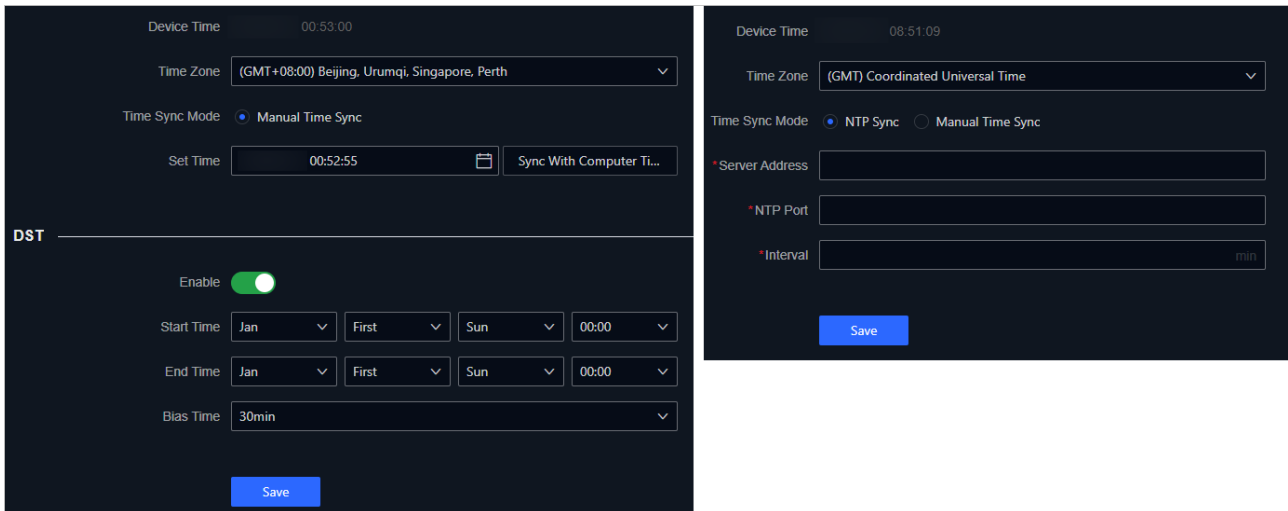 Device Time 00:53:00
Time Zone (GMT+08:00) Beijing, Urumqi, Singapore, Perth
Time Sync Mode Manual Time Sync
Set Time 00:52:55 Sync With Computer Ti...
DST
Enable
Start Time Jan First Sun 00:00
End Time Jan First Sun 00:00
Bias Time 30min
Save
Device Time 08:51:09
Time Zone (GMT) Coordinated Universal Time
Time Sync Mode NTP Sync Manual Time Sync
*Server Address
*NTP Port
*Interval min
Save